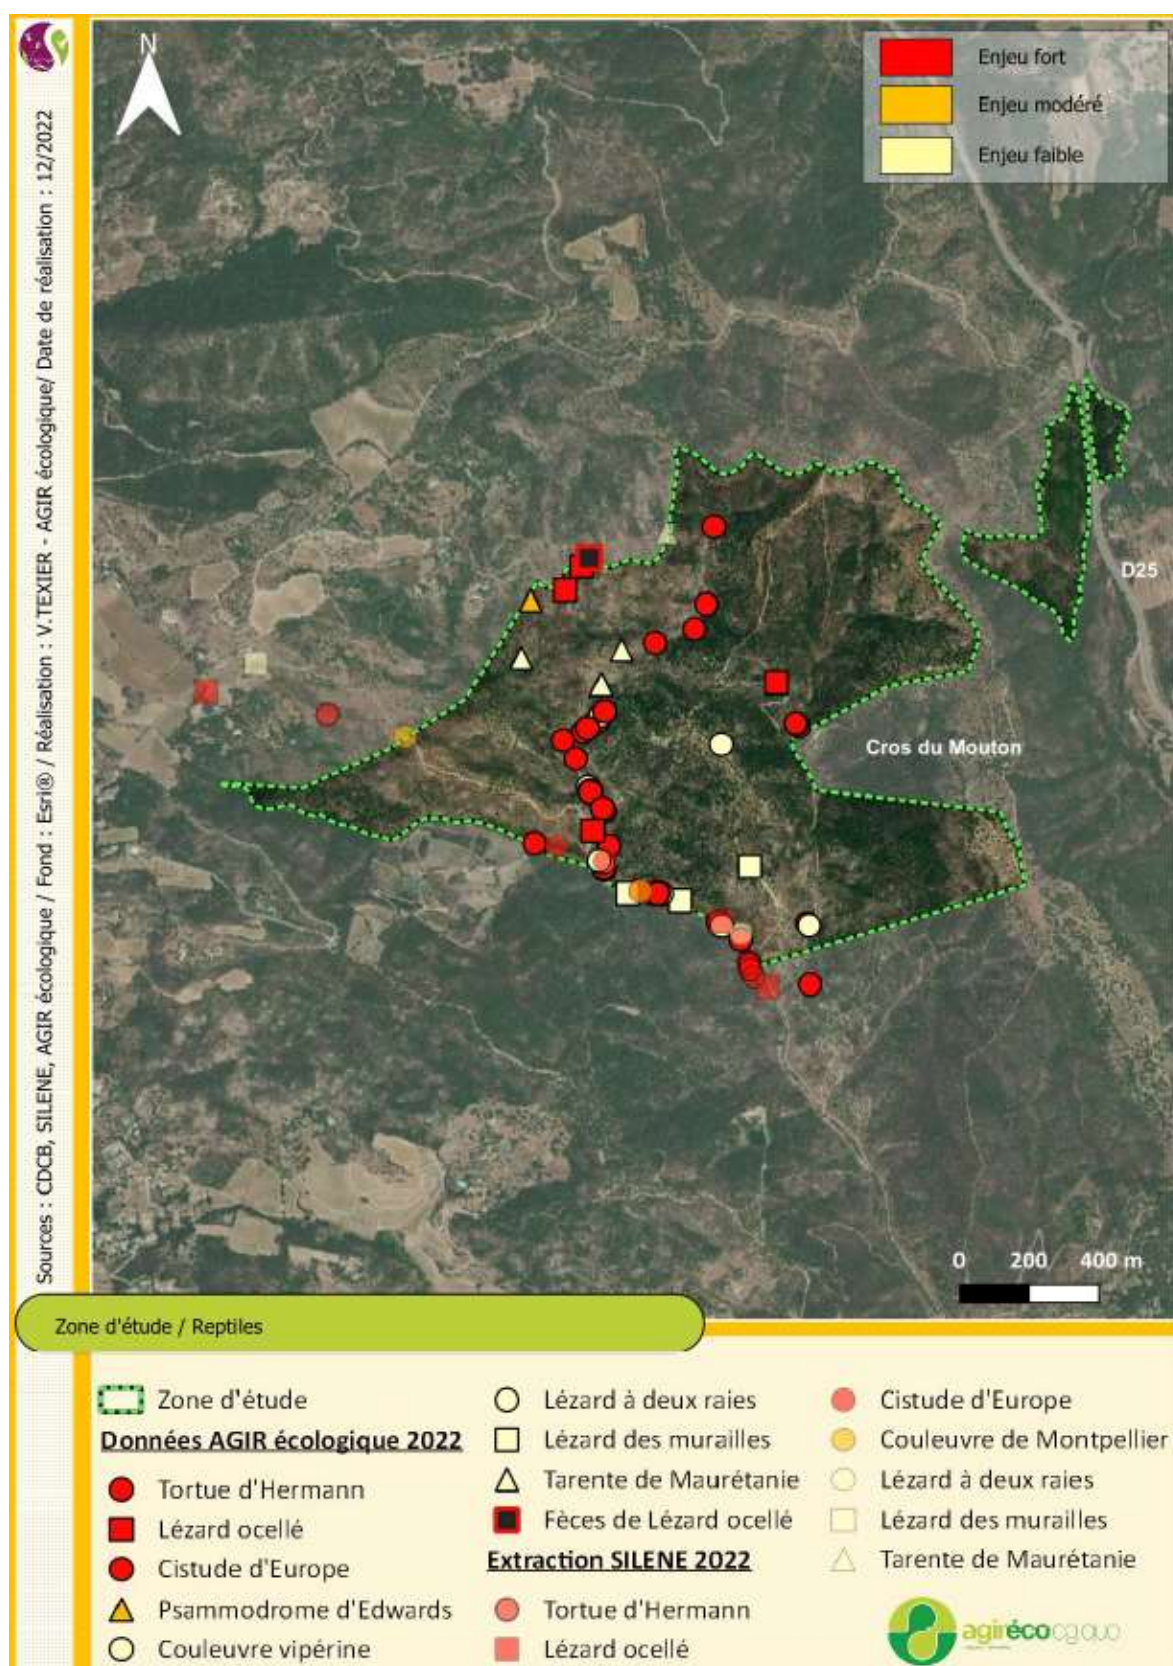 N
Enjeu fort
Enjeu modéré
Enjeu faible
Sources : CDCB, SILENE, AGIR écologique / Fond : Esri® / Réalisation : V.TEXIER - AGIR écologique/ Date de réalisation : 12/2022
D25
Cros du Mouton
0 200 400 m
Zone d'étude / Reptiles
Zone d'étude
Données AGIR écologique 2022
Tortue d'Hermann
Lézard ocellé
Cistude d'Europe
Psammodrome d'Edwards
Couleuvre vipérine
Lézard à deux raies
Lézard des murailles
Tarente de Maurétanie
Fèces de Lézard ocellé
Extraction SILENE 2022
Tortue d'Hermann
Lézard ocellé
Cistude d'Europe
Couleuvre de Montpellier
Lézard à deux raies
Lézard des murailles
Tarente de Maurétanie